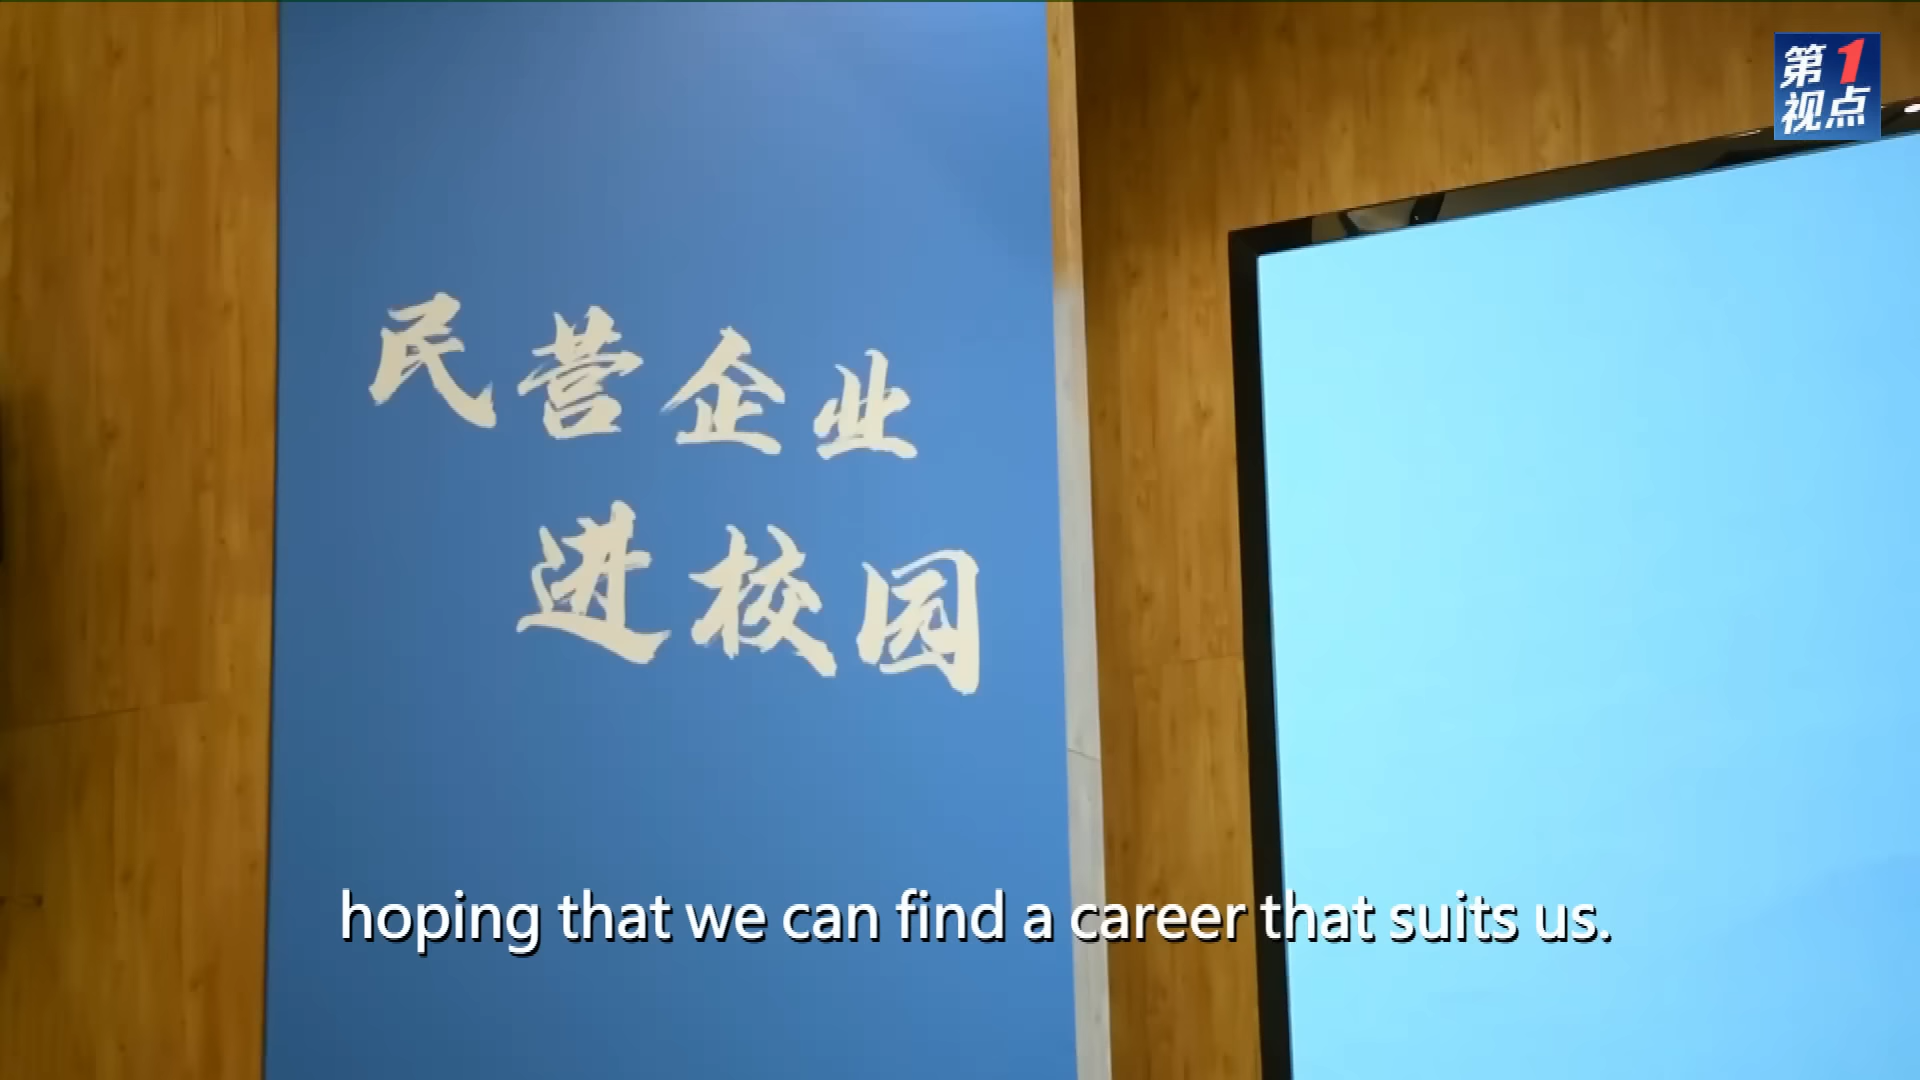 第1
视点
民营企业
进校园
hoping that we can find a career that suits us.